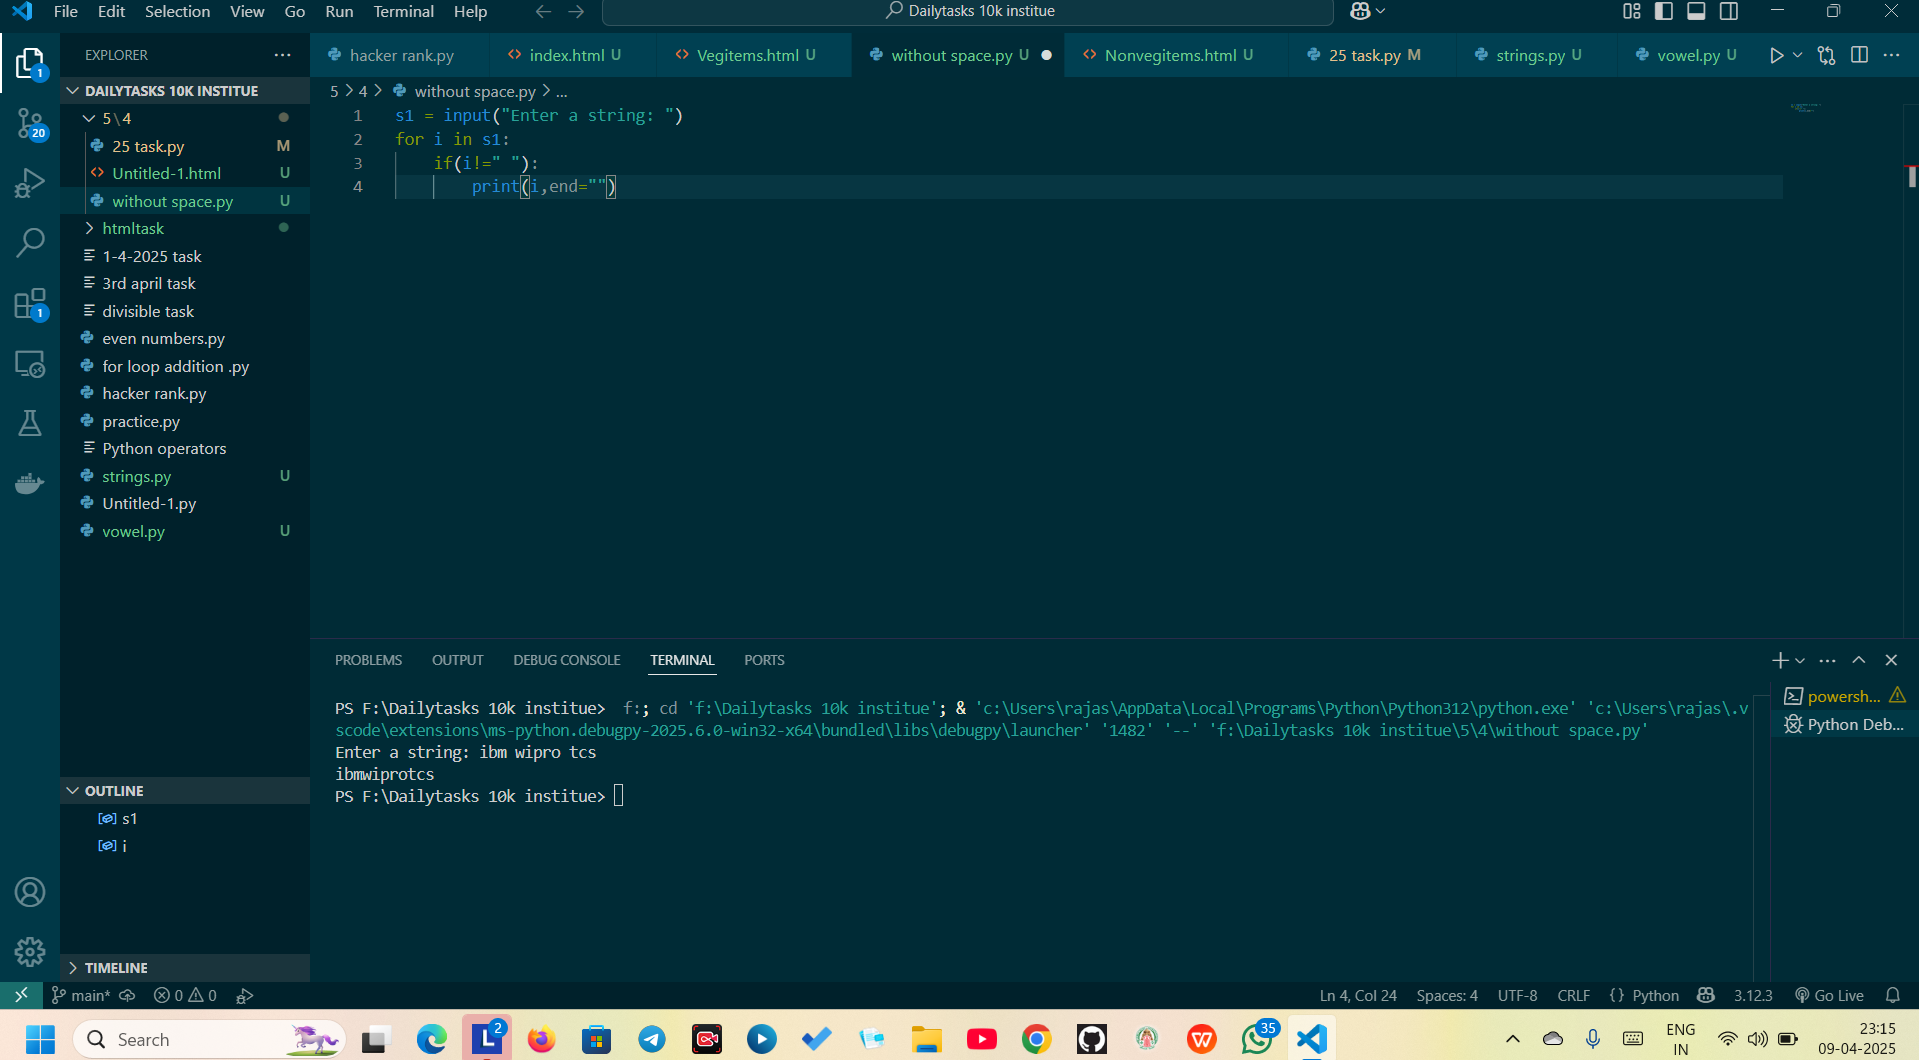 File Edit Selection View Go Run Terminal Help
Dailytasks 10k institue
EXPLORER
hacker rank.py
index.html U
Vegitems.html U
without space.py U
Nonvegitems.html U
25 task.py M
strings.py U
vowel.py U
DAILYTASKS 10K INSTITUE
5\4
25 task.py M
Untitled-1.html U
without space.py U
htmltask
1-4-2025 task
3rd april task
divisible task
even numbers.py
for loop addition .py
hacker rank.py
practice.py
Python operators
strings.py U
Untitled-1.py
vowel.py U
OUTLINE
s1
i
TIMELINE
1
20
1
5 > 4 > without space.py > ...
1 s1 = input("Enter a string: ")
2 for i in s1:
3 if(i!=" "):
4 print(i,end="")
PROBLEMS OUTPUT DEBUG CONSOLE TERMINAL PORTS
PS F:\Dailytasks 10k institue> f:; cd 'f:\Dailytasks 10k institue'; & 'c:\Users\rajas\AppData\Local\Programs\Python\Python312\python.exe' 'c:\Users\rajas\.v
scode\extensions\ms-python.debugpy-2025.6.0-win32-x64\bundled\libs\debugpy\launcher' '1482' '--' 'f:\Dailytasks 10k institue\5\4\without space.py'
Enter a string: ibm wipro tcs
ibmwiprotcs
PS F:\Dailytasks 10k institue>
powersh...
Python Deb...
main* 0 0
Ln 4, Col 24 Spaces: 4 UTF-8 CRLF {} Python 3.12.3 Go Live
Search
L 2
W
35
ENG
IN
23:15
09-04-2025